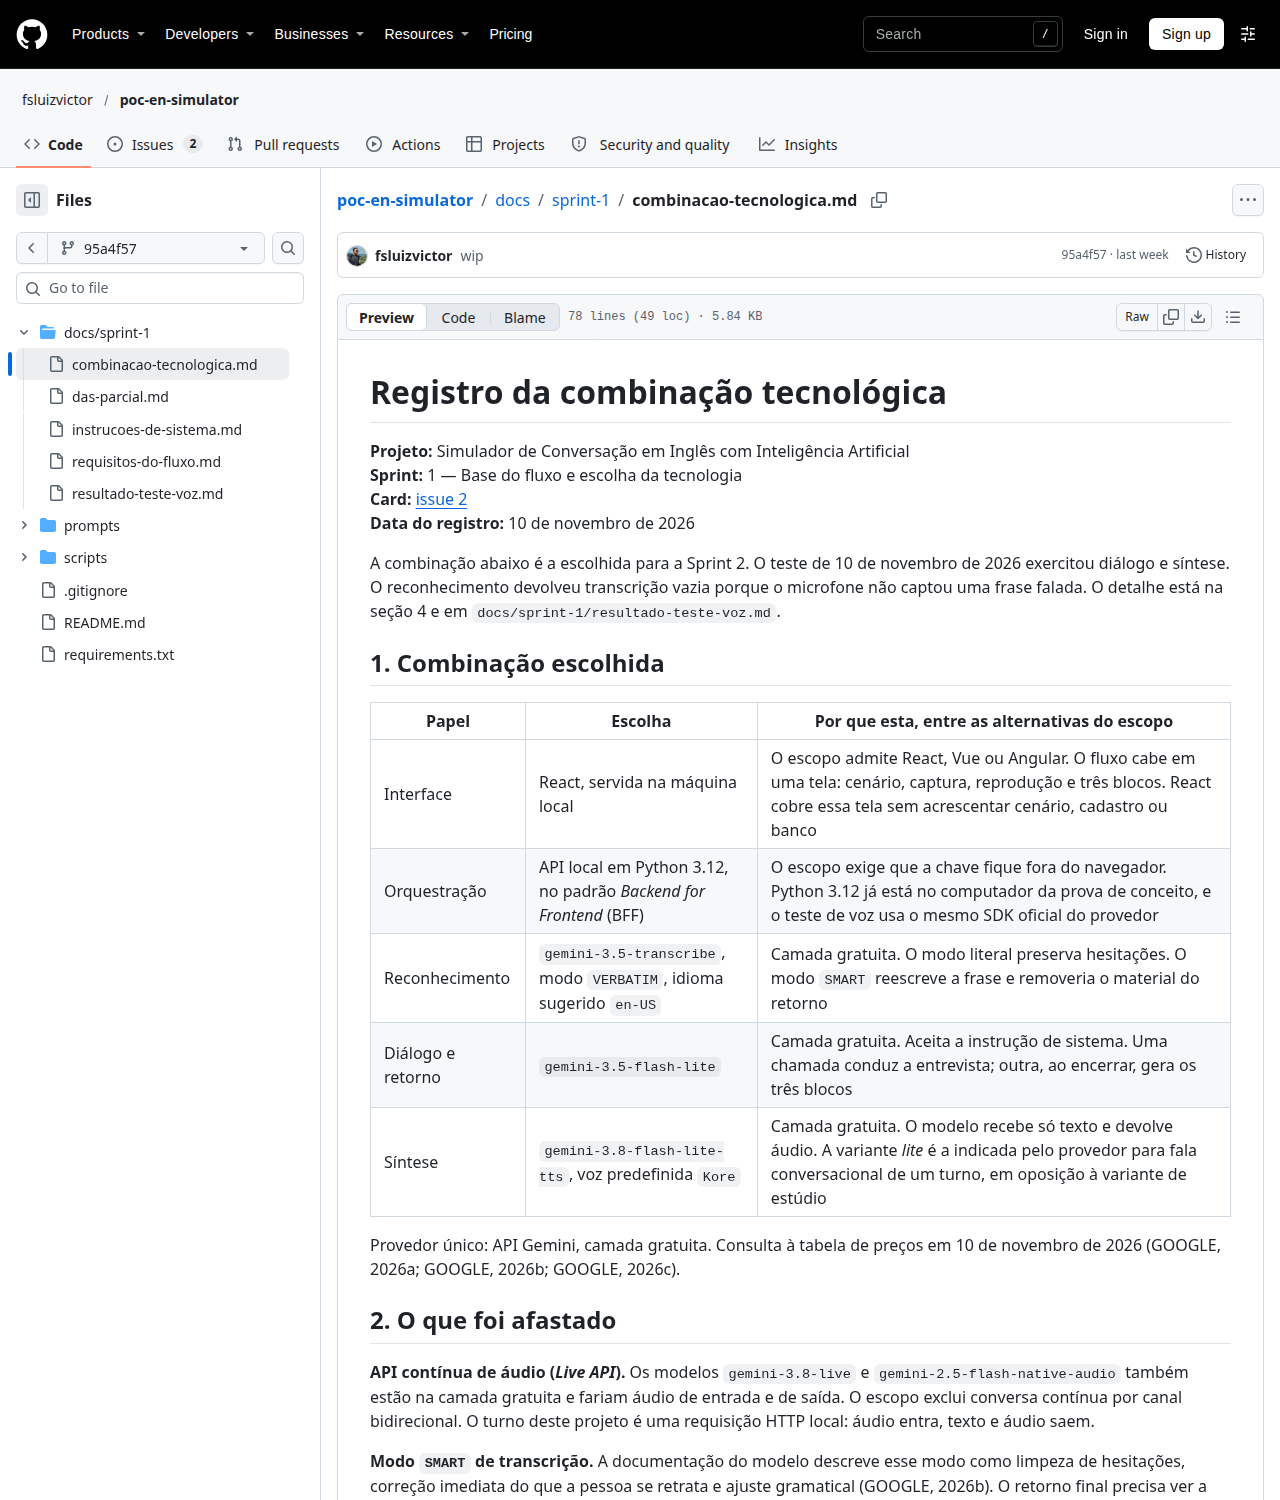 Products Developers Businesses Resources Pricing Search / Sign in Sign up
fsluizvictor / poc-en-simulator
Code Issues 2 Pull requests Actions Projects Security and quality Insights
Files
95a4f57
Go to file
docs/sprint-1
combinacao-tecnologica.md
das-parcial.md
instrucoes-de-sistema.md
requisitos-do-fluxo.md
resultado-teste-voz.md
prompts
scripts
.gitignore
README.md
requirements.txt
poc-en-simulator / docs / sprint-1 / combinacao-tecnologica.md
fsluizvictor wip 95a4f57 · last week History
Preview Code Blame 78 lines (49 loc) · 5.84 KB Raw
Registro da combinação tecnológica
Projeto: Simulador de Conversação em Inglês com Inteligência Artificial
Sprint: 1 — Base do fluxo e escolha da tecnologia
Card: issue 2
Data do registro: 10 de novembro de 2026
A combinação abaixo é a escolhida para a Sprint 2. O teste de 10 de novembro de 2026 exercitou diálogo e síntese.
O reconhecimento devolveu transcrição vazia porque o microfone não captou uma frase falada. O detalhe está na
seção 4 e em docs/sprint-1/resultado-teste-voz.md .
1. Combinação escolhida
Papel Escolha Por que esta, entre as alternativas do escopo
Interface
React, servida na máquina
local
O escopo admite React, Vue ou Angular. O fluxo cabe em
uma tela: cenário, captura, reprodução e três blocos. React
cobre essa tela sem acrescentar cenário, cadastro ou
banco
Orquestração
API local em Python 3.12,
no padrão Backend for
Frontend (BFF)
O escopo exige que a chave fique fora do navegador.
Python 3.12 já está no computador da prova de conceito, e
o teste de voz usa o mesmo SDK oficial do provedor
Reconhecimento
gemini-3.5-transcribe ,
modo VERBATIM , idioma
sugerido en-US
Camada gratuita. O modo literal preserva hesitações. O
modo SMART reescreve a frase e removeria o material do
retorno
Diálogo e
retorno
gemini-3.5-flash-lite
Camada gratuita. Aceita a instrução de sistema. Uma
chamada conduz a entrevista; outra, ao encerrar, gera os
três blocos
Síntese
gemini-3.8-flash-lite-
tts , voz predefinida Kore
Camada gratuita. O modelo recebe só texto e devolve
áudio. A variante lite é a indicada pelo provedor para fala
conversacional de um turno, em oposição à variante de
estúdio
Provedor único: API Gemini, camada gratuita. Consulta à tabela de preços em 10 de novembro de 2026 (GOOGLE,
2026a; GOOGLE, 2026b; GOOGLE, 2026c).
2. O que foi afastado
API contínua de áudio (Live API). Os modelos gemini-3.8-live e gemini-2.5-flash-native-audio também
estão na camada gratuita e fariam áudio de entrada e de saída. O escopo exclui conversa contínua por canal
bidirecional. O turno deste projeto é uma requisição HTTP local: áudio entra, texto e áudio saem.
Modo SMART de transcrição. A documentação do modelo descreve esse modo como limpeza de hesitações,
correção imediata do que a pessoa se retrata e ajuste gramatical (GOOGLE, 2026b). O retorno final precisa ver a